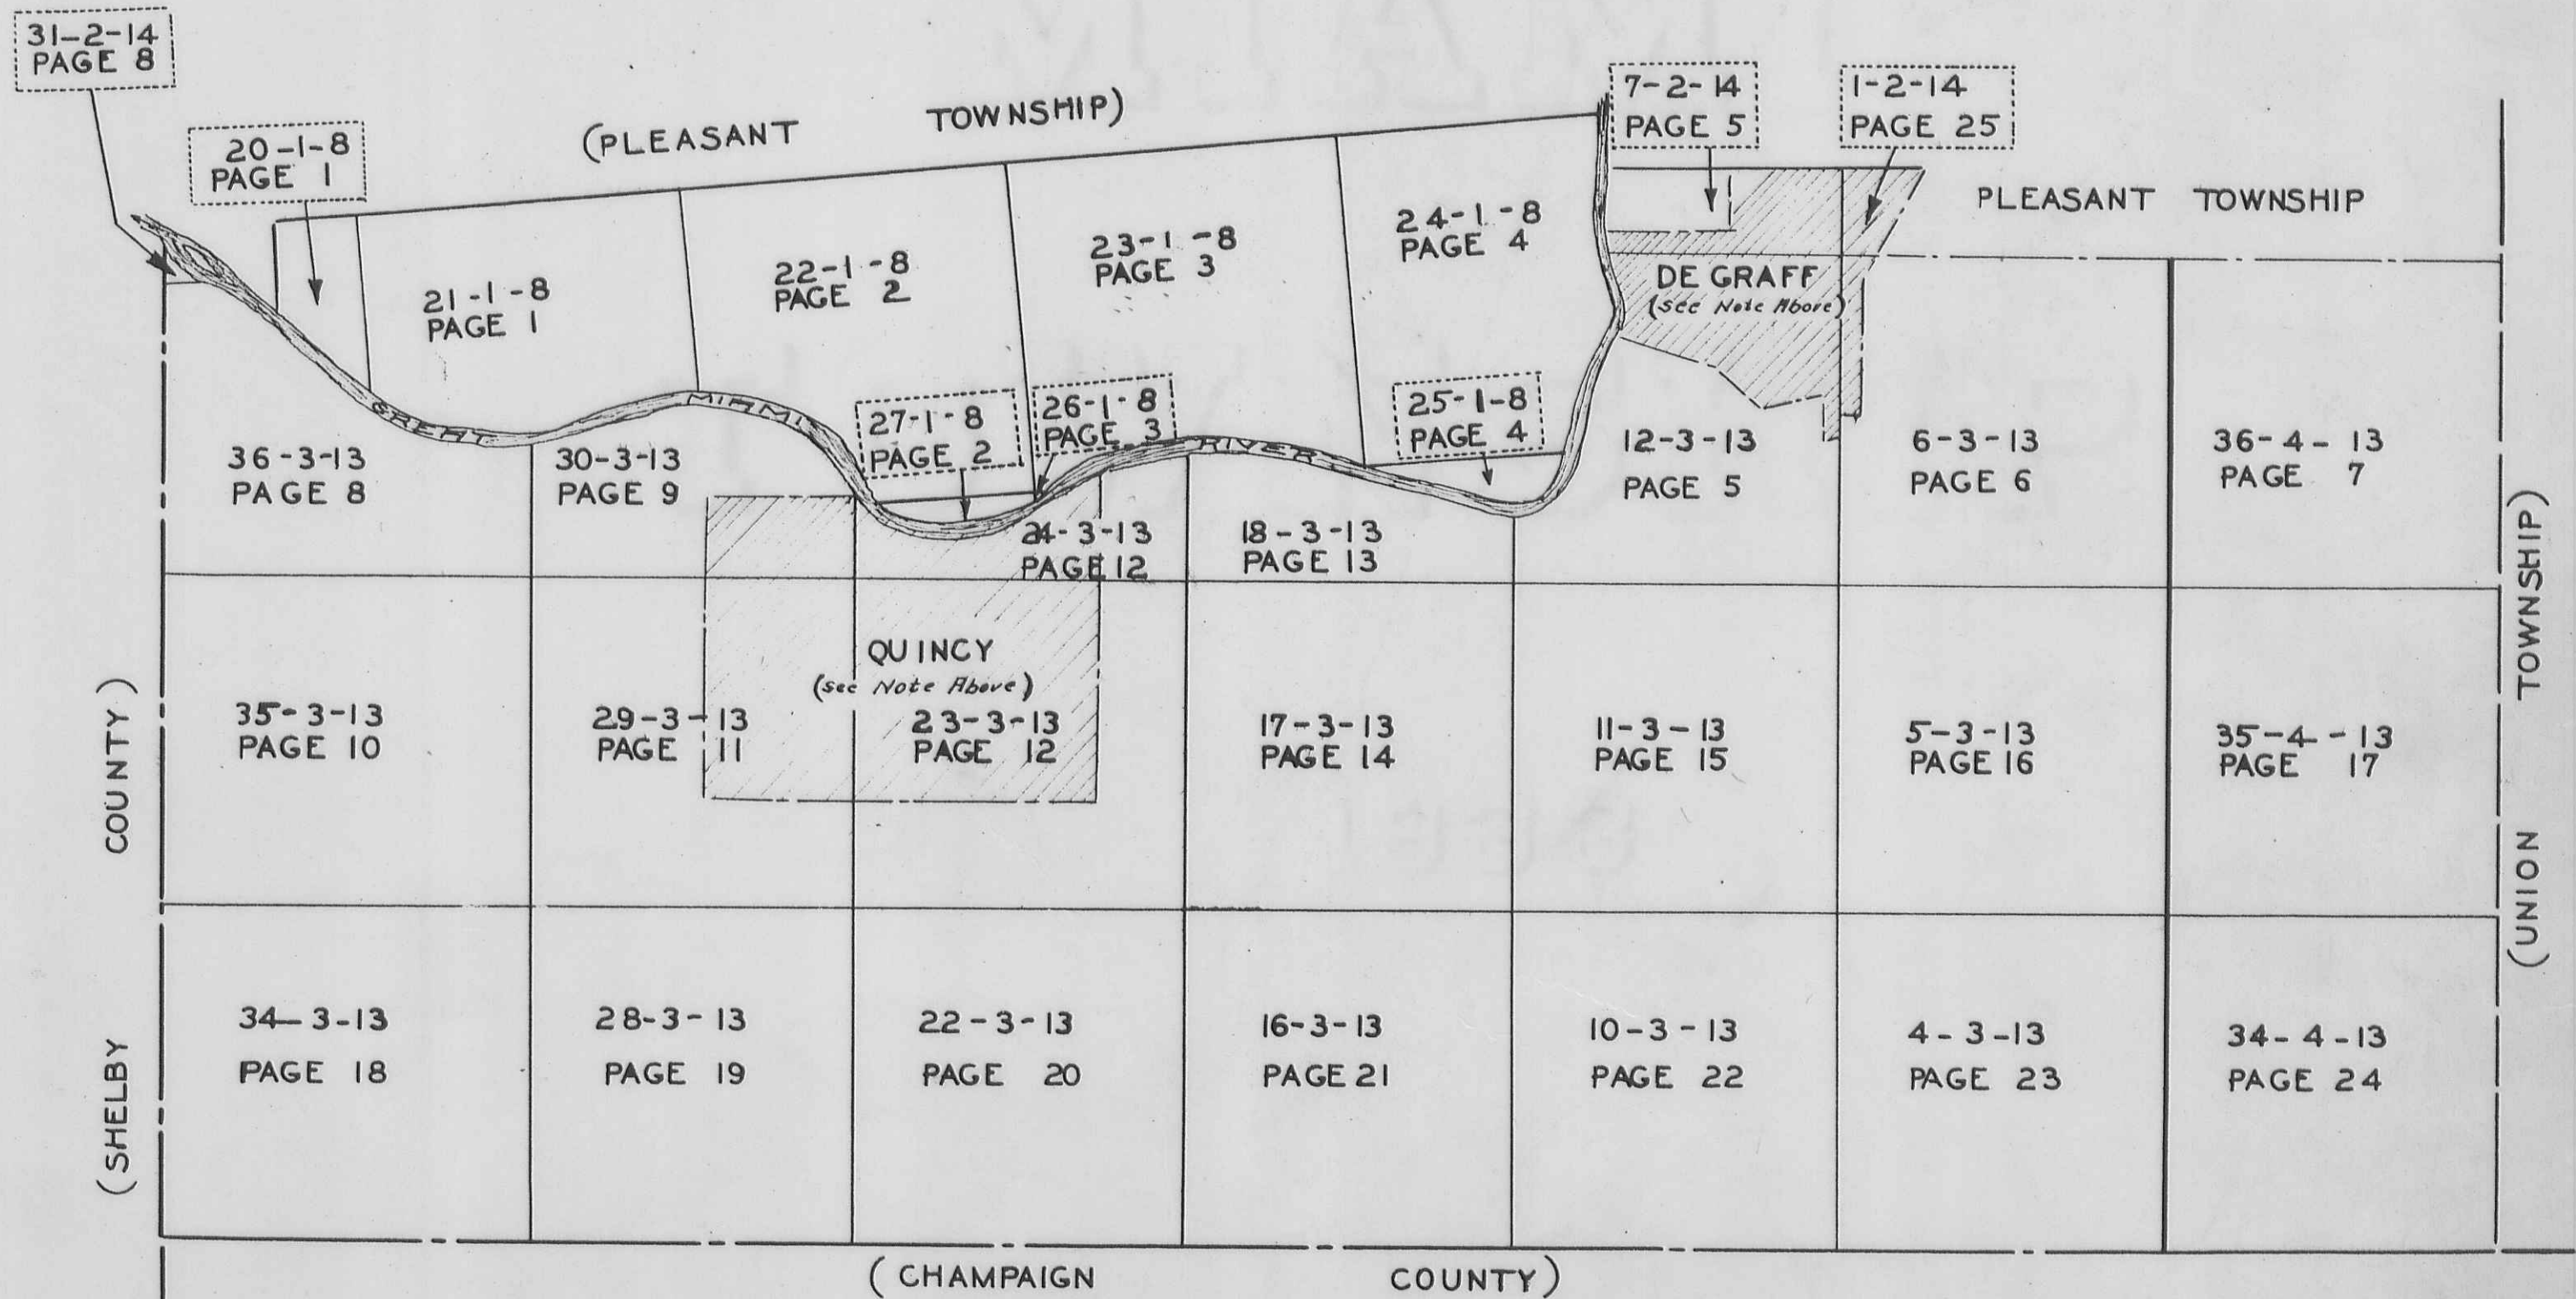 31-2-14
PAGE 8
20-1-8
PAGE 1
(PLEASANT TOWNSHIP)
7-2-14
PAGE 5
1-2-14
PAGE 25
PLEASANT TOWNSHIP
21-1-8
PAGE 1
22-1-8
PAGE 2
23-1-8
PAGE 3
24-1-8
PAGE 4
DE GRAFF
(see Note Above)
GREAT MIAMI RIVER
27-1-8
PAGE 2
26-1-8
PAGE 3
25-1-8
PAGE 4
36-3-13
PAGE 8
30-3-13
PAGE 9
24-3-13
PAGE 12
18-3-13
PAGE 13
12-3-13
PAGE 5
6-3-13
PAGE 6
36-4-13
PAGE 7
QUINCY
(see Note Above)
35-3-13
PAGE 10
29-3-13
PAGE 11
23-3-13
PAGE 12
17-3-13
PAGE 14
11-3-13
PAGE 15
5-3-13
PAGE 16
35-4-13
PAGE 17
34-3-13
PAGE 18
28-3-13
PAGE 19
22-3-13
PAGE 20
16-3-13
PAGE 21
10-3-13
PAGE 22
4-3-13
PAGE 23
34-4-13
PAGE 24
(SHELBY COUNTY)
(UNION TOWNSHIP)
(CHAMPAIGN COUNTY)